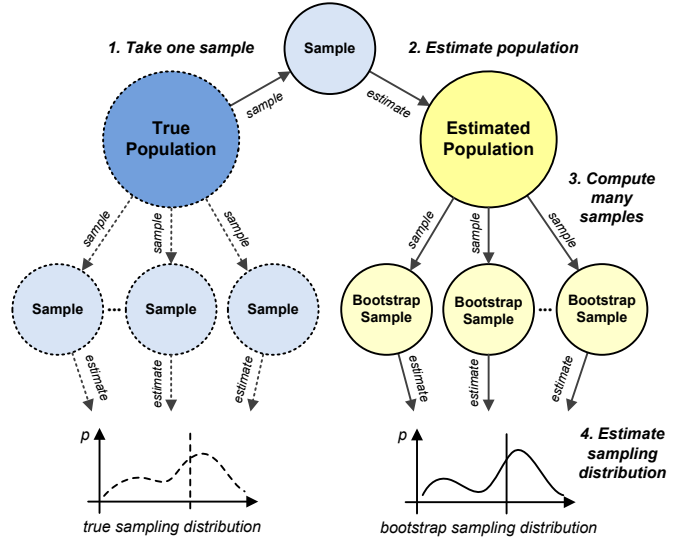 1. Take one sample
Sample
2. Estimate population
sample
estimate
True
Population
Estimated
Population
3. Compute
many
samples
sample
sample
sample
sample
sample
sample
Sample
...
Sample
Sample
Bootstrap
Sample
Bootstrap
Sample
...
Bootstrap
Sample
estimate
estimate
estimate
estimate
estimate
estimate
p
p
4. Estimate
sampling
distribution
true sampling distribution
bootstrap sampling distribution